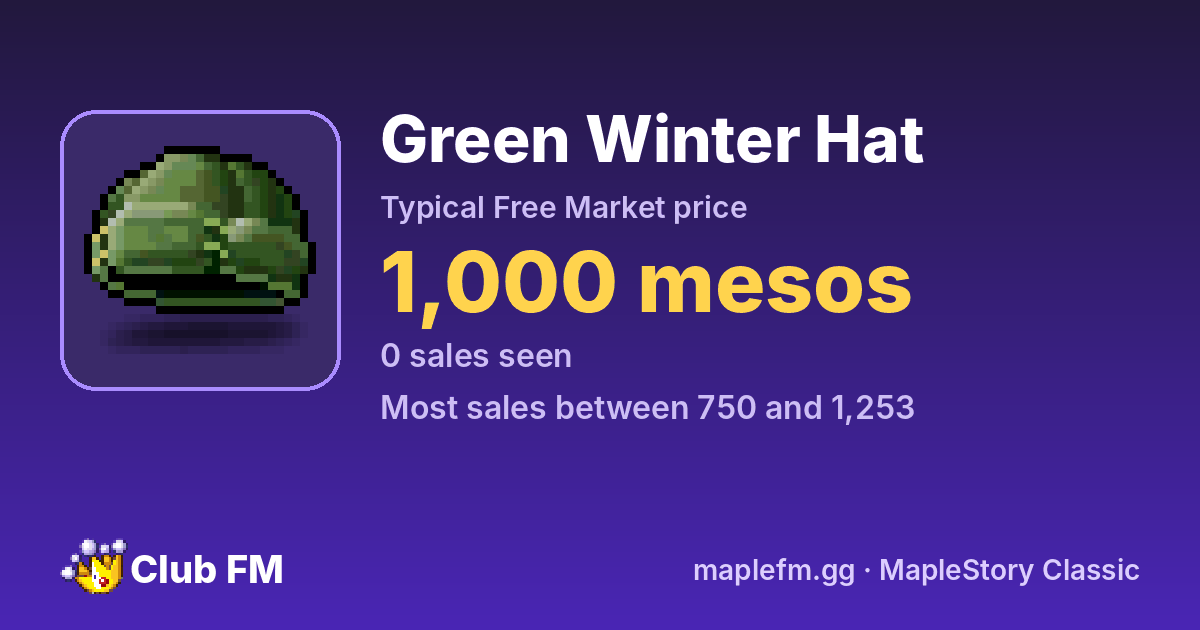 Green Winter Hat
Typical Free Market price
1,000 mesos
0 sales seen
Most sales between 750 and 1,253
Club FM
maplefm.gg · MapleStory Classic